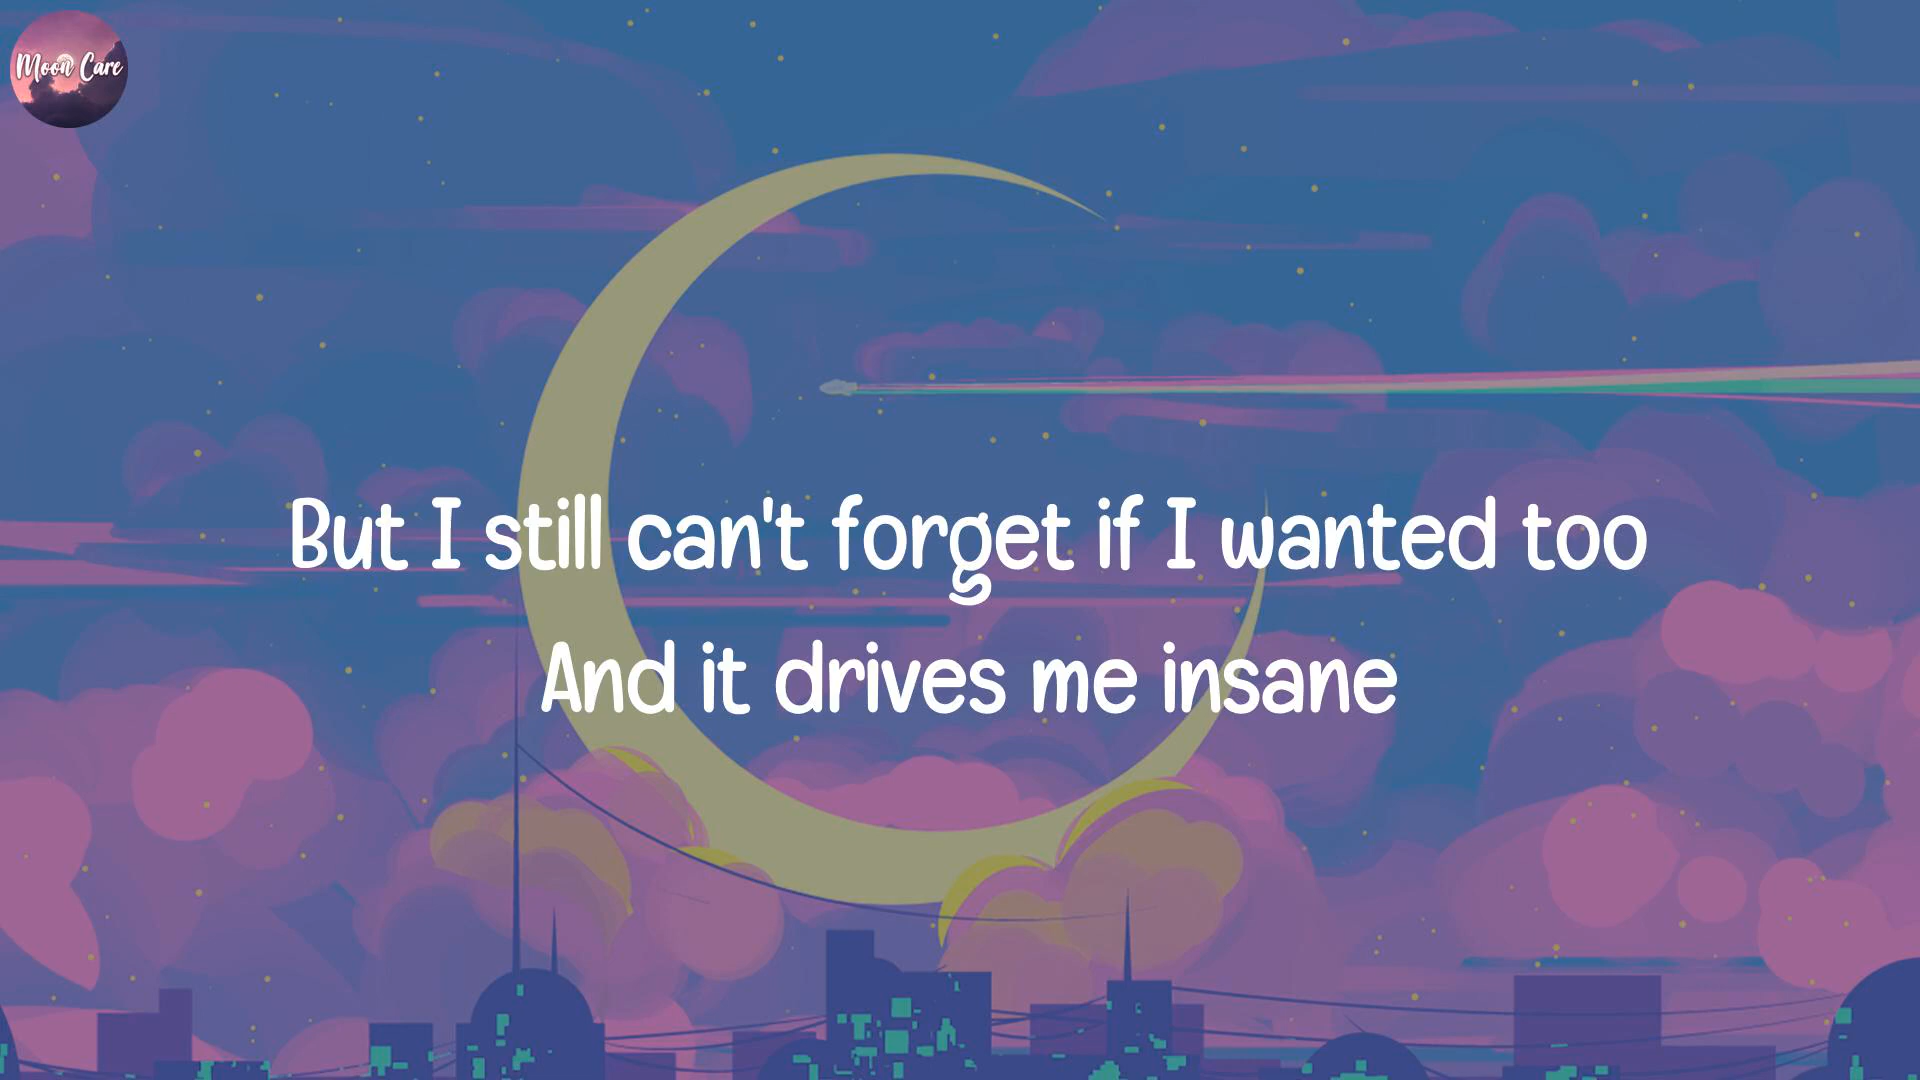 Moon Care
But I still can't forget if I wanted too
And it drives me insane